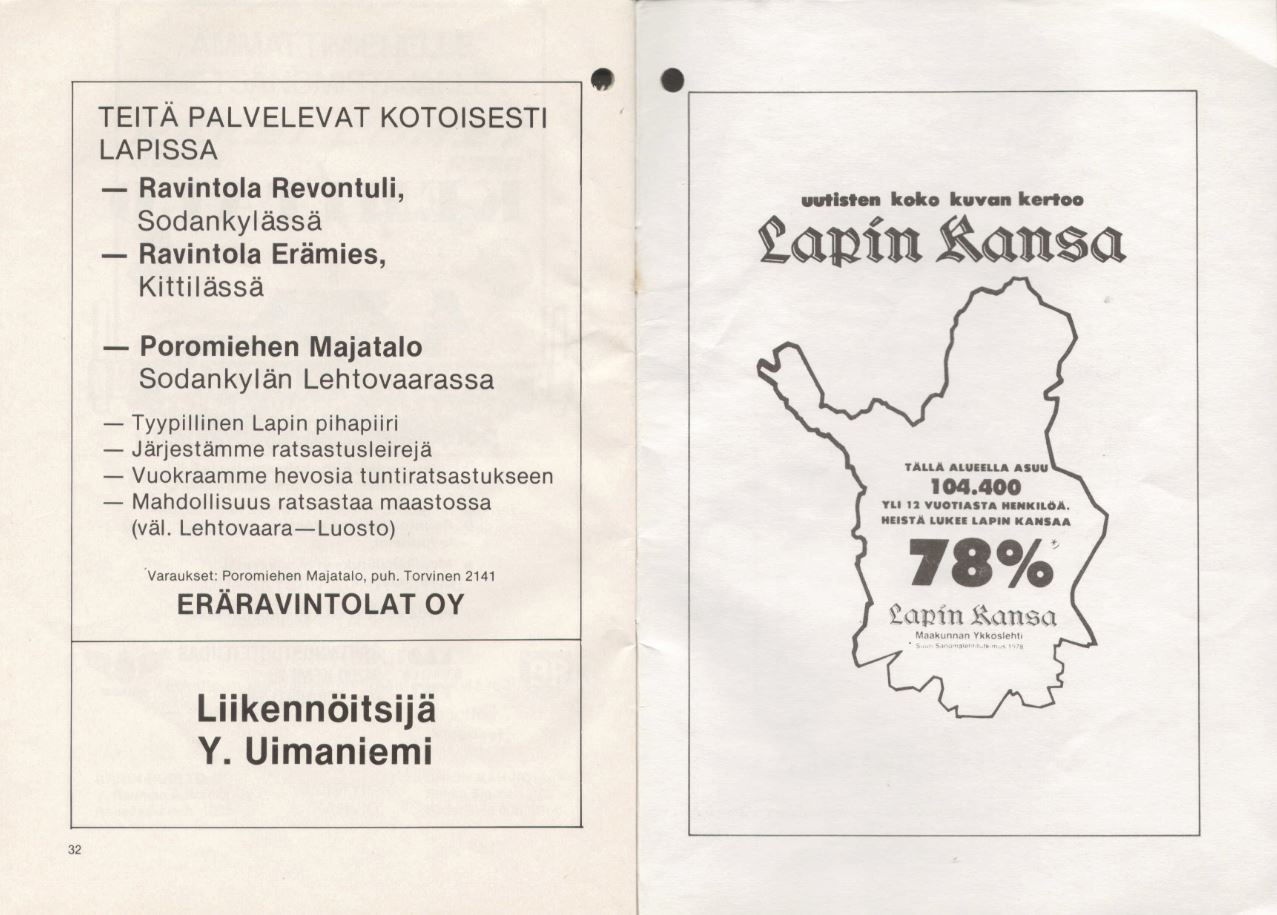 TEITÄ PALVELEVAT KOTOISESTI
LAPISSA
— Ravintola Revontuli,
Sodankylässä
— Ravintola Erämies,
Kittilässä
— Poromiehen Majatalo
Sodankylän Lehtovaarassa
— Tyypillinen Lapin pihapiiri
— Järjestämme ratsastusleirejä
— Vuokraamme hevosia tuntiratsastukseen
— Mahdollisuus ratsastaa maastossa
(väl. Lehtovaara—Luosto)
Varaukset: Poromiehen Majatalo, puh. Torvinen 2141
ERÄRAVINTOLAT OY
Liikennöitsijä
Y. Uimaniemi
32
uutisten koko kuvan kertoo
Lapin Kansa
TÄLLÄ ALUEELLA ASUU
104.400
YLI 12 VUOTIASTA HENKILÖÄ.
HEISTÄ LUKEE LAPIN KANSAA
78%*)
Lapin Kansa
Maakunnan Ykköslehti
* Suuri Sanomalehtitutkimus 1978